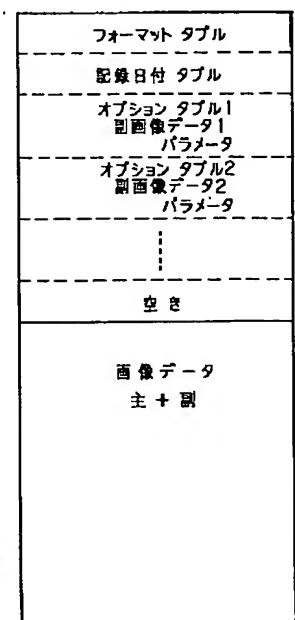 フォーマット タプル
記録日付 タプル
オプション タプル1
副画像データ1
パラメータ
オプション タプル2
副画像データ2
パラメータ
空き
画像データ
主 + 副